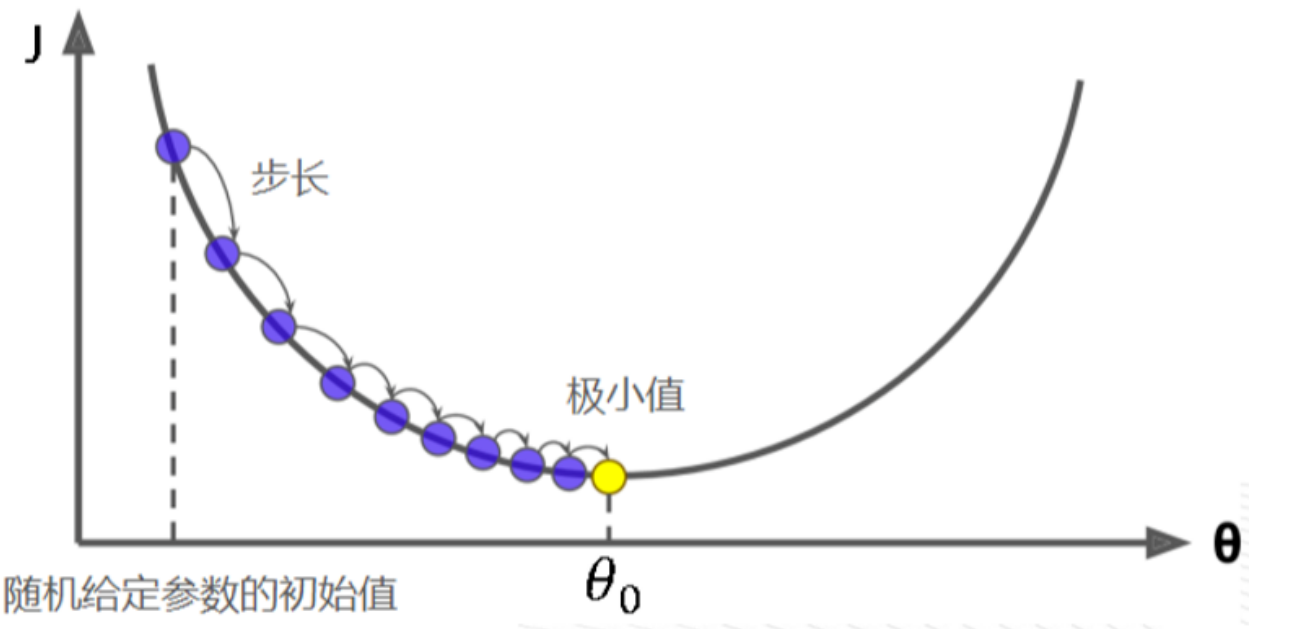 J
步长
极小值
θ
随机给定参数的初始值
θ₀